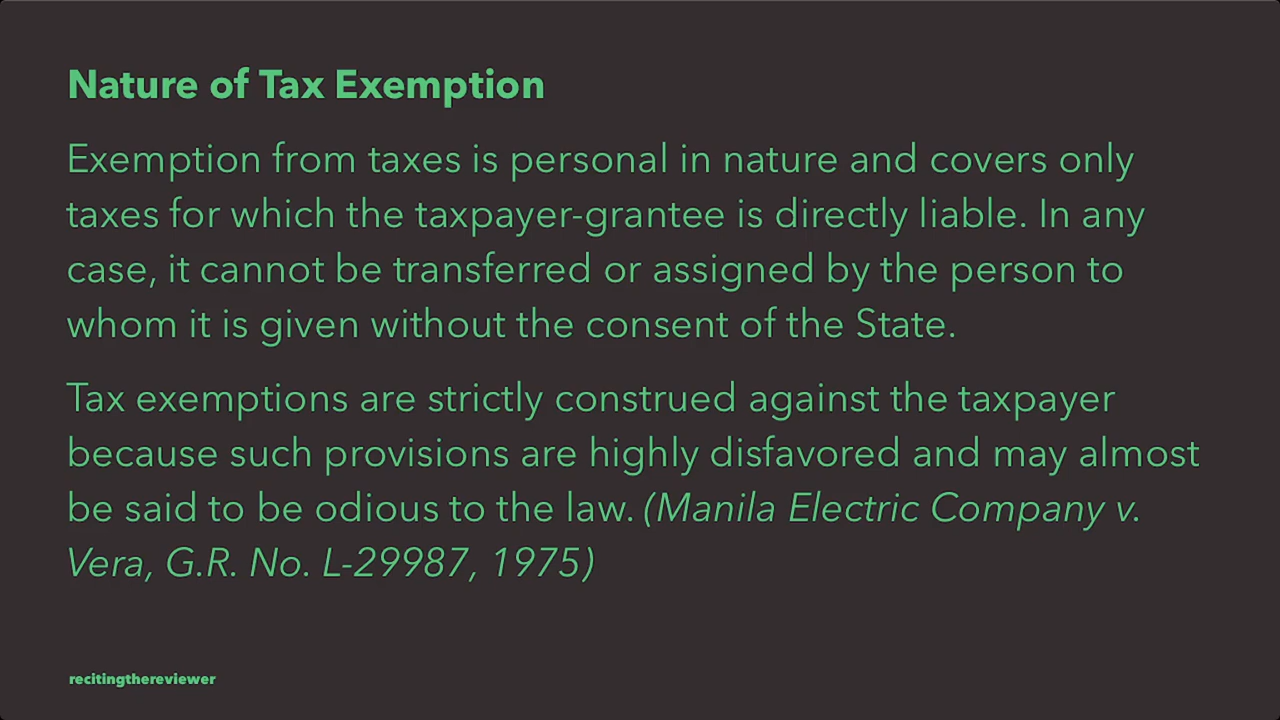 Nature of Tax Exemption
Exemption from taxes is personal in nature and covers only
taxes for which the taxpayer-grantee is directly liable. In any
case, it cannot be transferred or assigned by the person to
whom it is given without the consent of the State.
Tax exemptions are strictly construed against the taxpayer
because such provisions are highly disfavored and may almost
be said to be odious to the law. (Manila Electric Company v.
Vera, G.R. No. L-29987, 1975)
recitingthereviewer